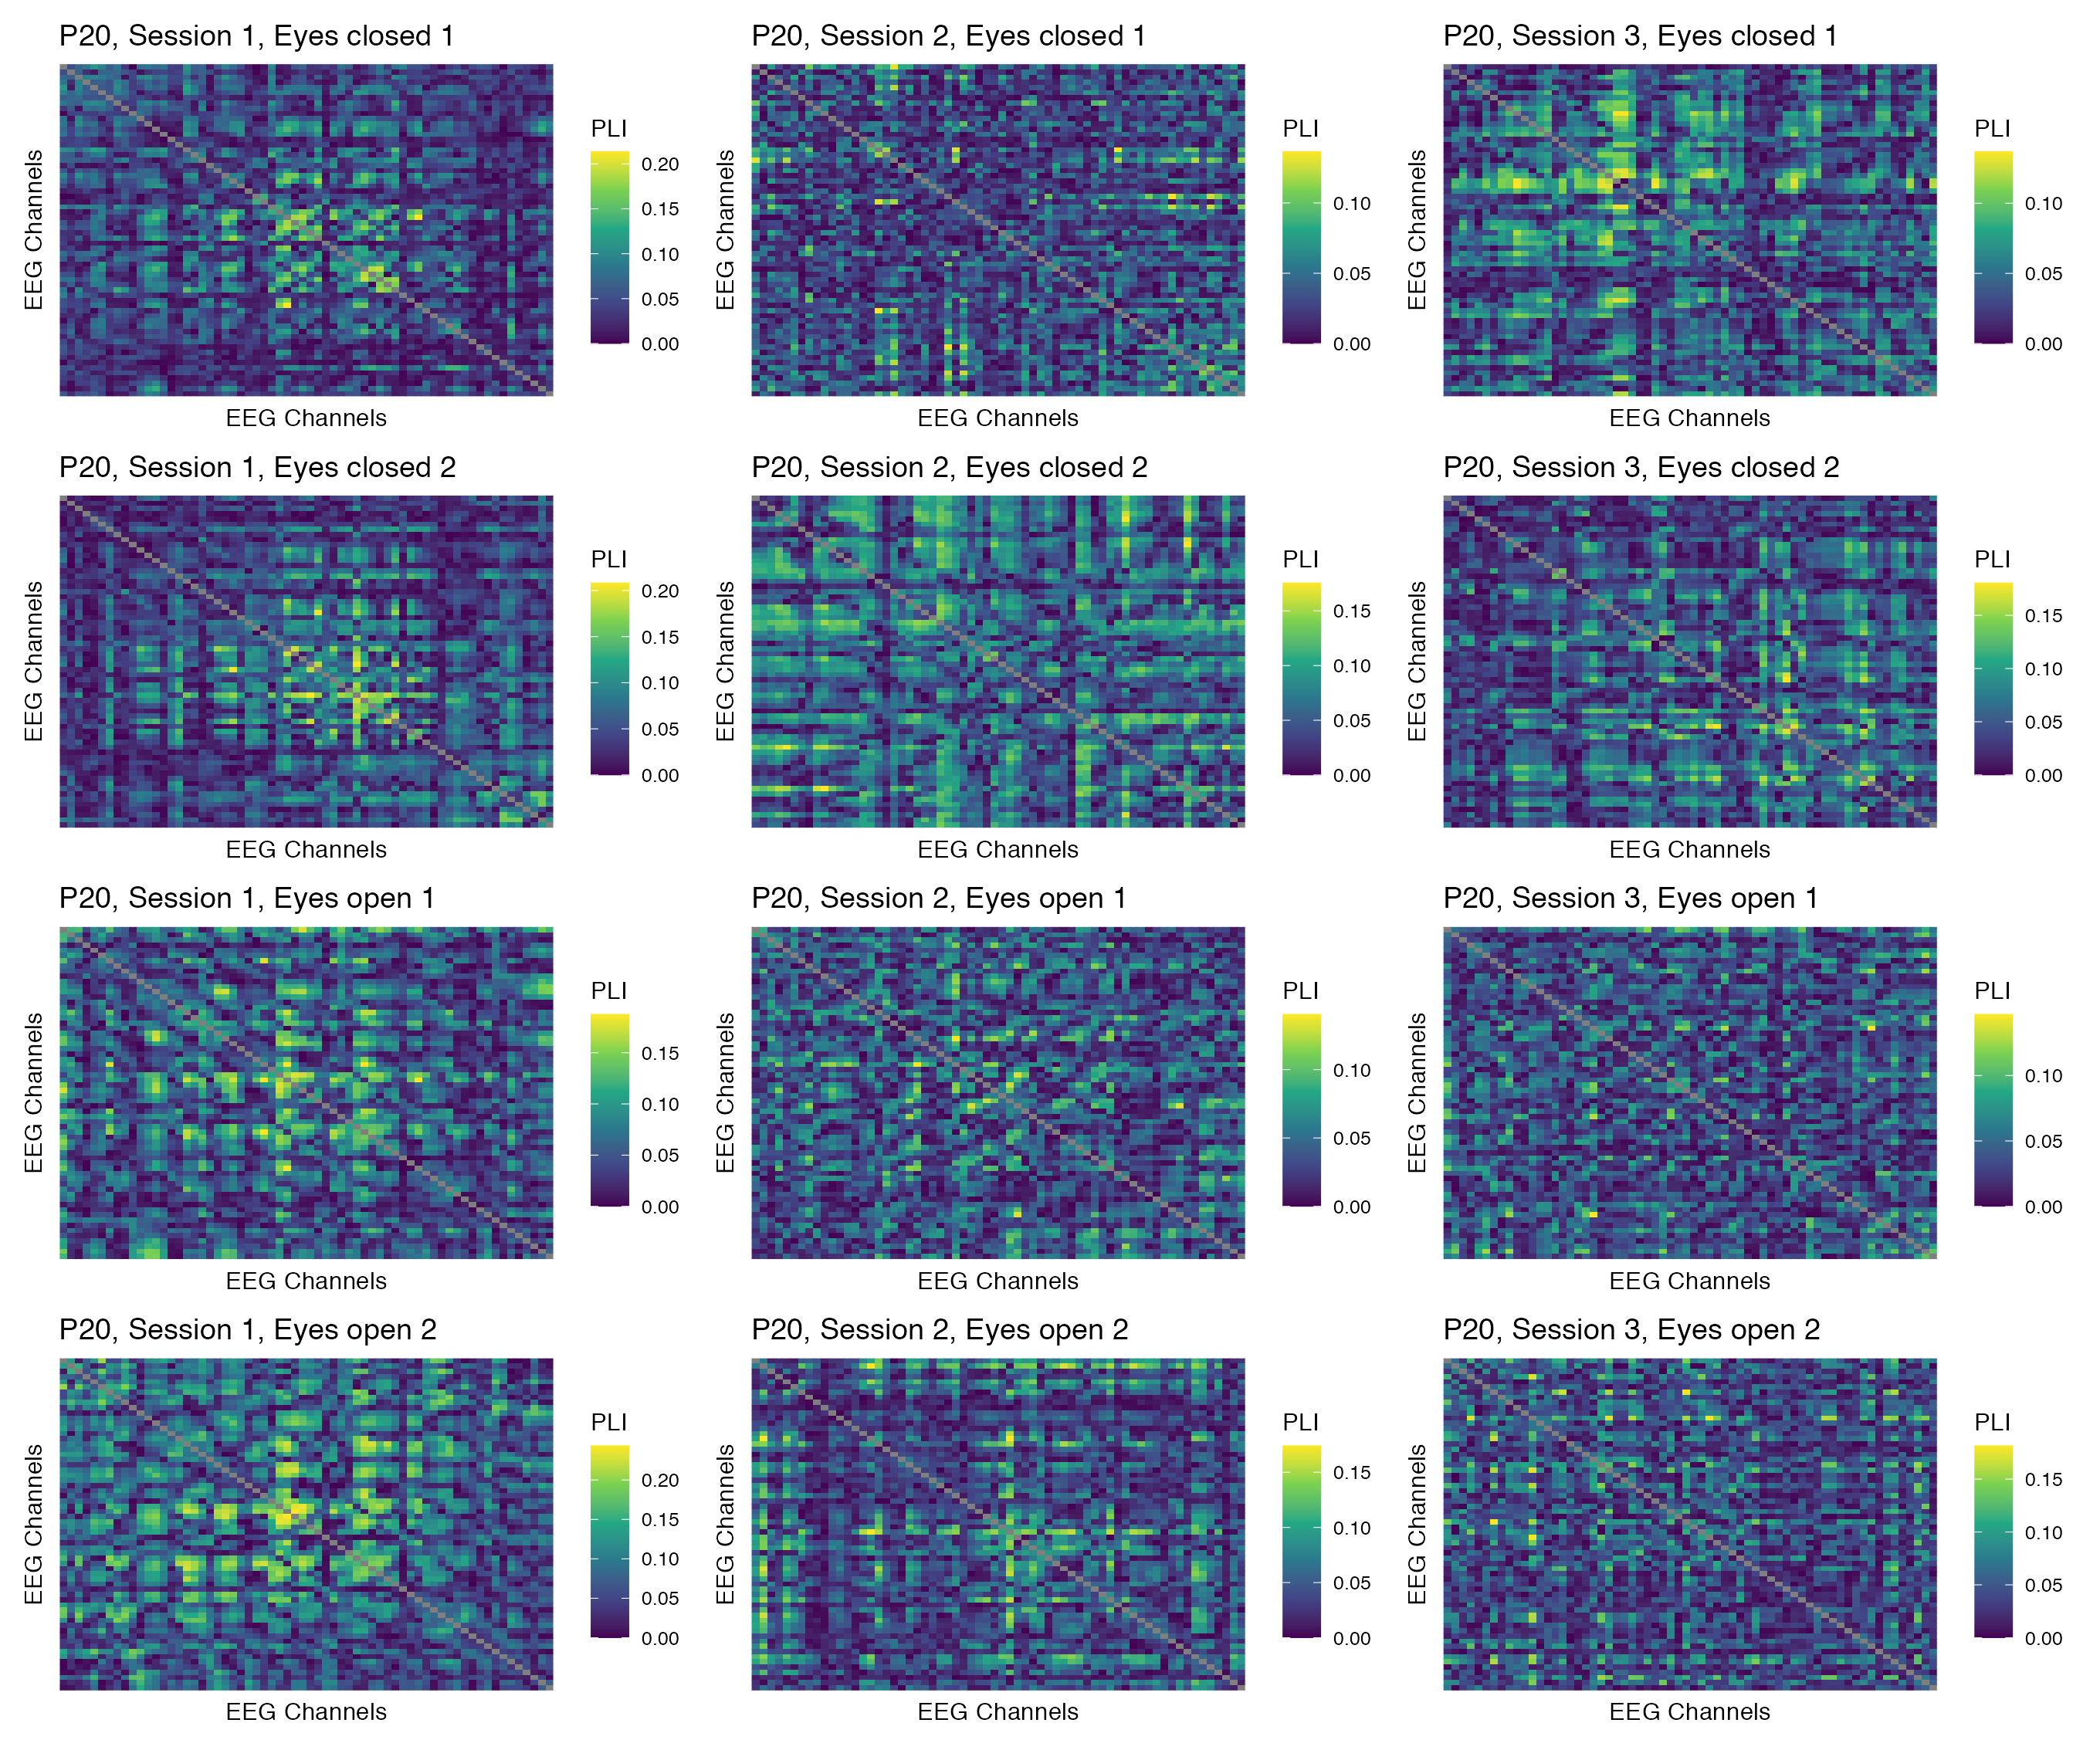 P20, Session 1, Eyes closed 1
EEG Channels
EEG Channels
PLI
0.20
0.15
0.10
0.05
0.00
P20, Session 2, Eyes closed 1
EEG Channels
EEG Channels
PLI
0.10
0.05
0.00
P20, Session 3, Eyes closed 1
EEG Channels
EEG Channels
PLI
0.10
0.05
0.00
P20, Session 1, Eyes closed 2
EEG Channels
EEG Channels
PLI
0.20
0.15
0.10
0.05
0.00
P20, Session 2, Eyes closed 2
EEG Channels
EEG Channels
PLI
0.15
0.10
0.05
0.00
P20, Session 3, Eyes closed 2
EEG Channels
EEG Channels
PLI
0.15
0.10
0.05
0.00
P20, Session 1, Eyes open 1
EEG Channels
EEG Channels
PLI
0.15
0.10
0.05
0.00
P20, Session 2, Eyes open 1
EEG Channels
EEG Channels
PLI
0.10
0.05
0.00
P20, Session 3, Eyes open 1
EEG Channels
EEG Channels
PLI
0.10
0.05
0.00
P20, Session 1, Eyes open 2
EEG Channels
EEG Channels
PLI
0.20
0.15
0.10
0.05
0.00
P20, Session 2, Eyes open 2
EEG Channels
EEG Channels
PLI
0.15
0.10
0.05
0.00
P20, Session 3, Eyes open 2
EEG Channels
EEG Channels
PLI
0.15
0.10
0.05
0.00